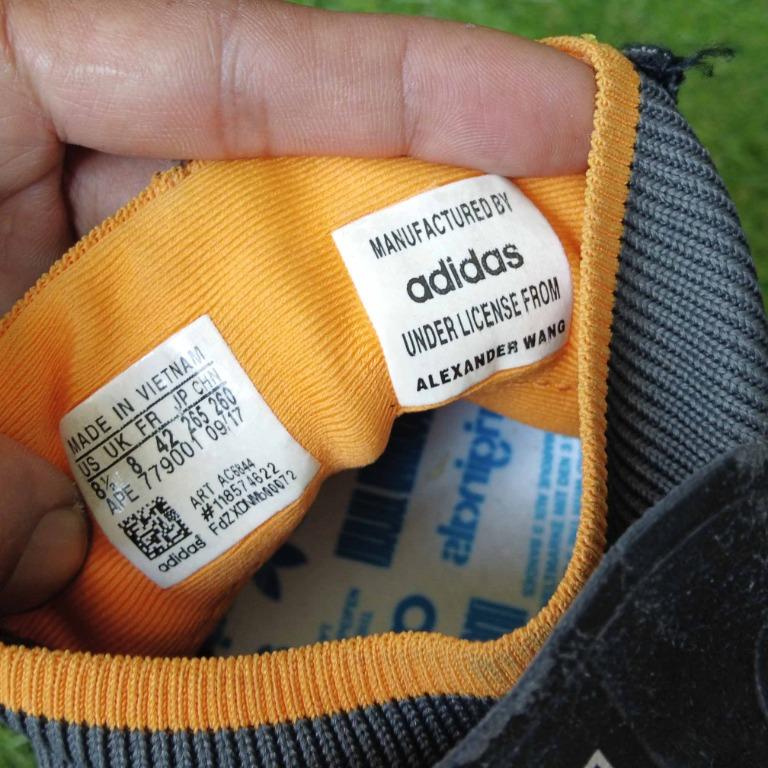 MANUFACTURED BY
adidas
UNDER LICENSE FROM
ALEXANDER WANG
MADE IN VIETNAM
US UK FR JP CHN
8½ 8 42 265 260
APE 779001 09/17
ART AC6844
#118574622
adidas
originals